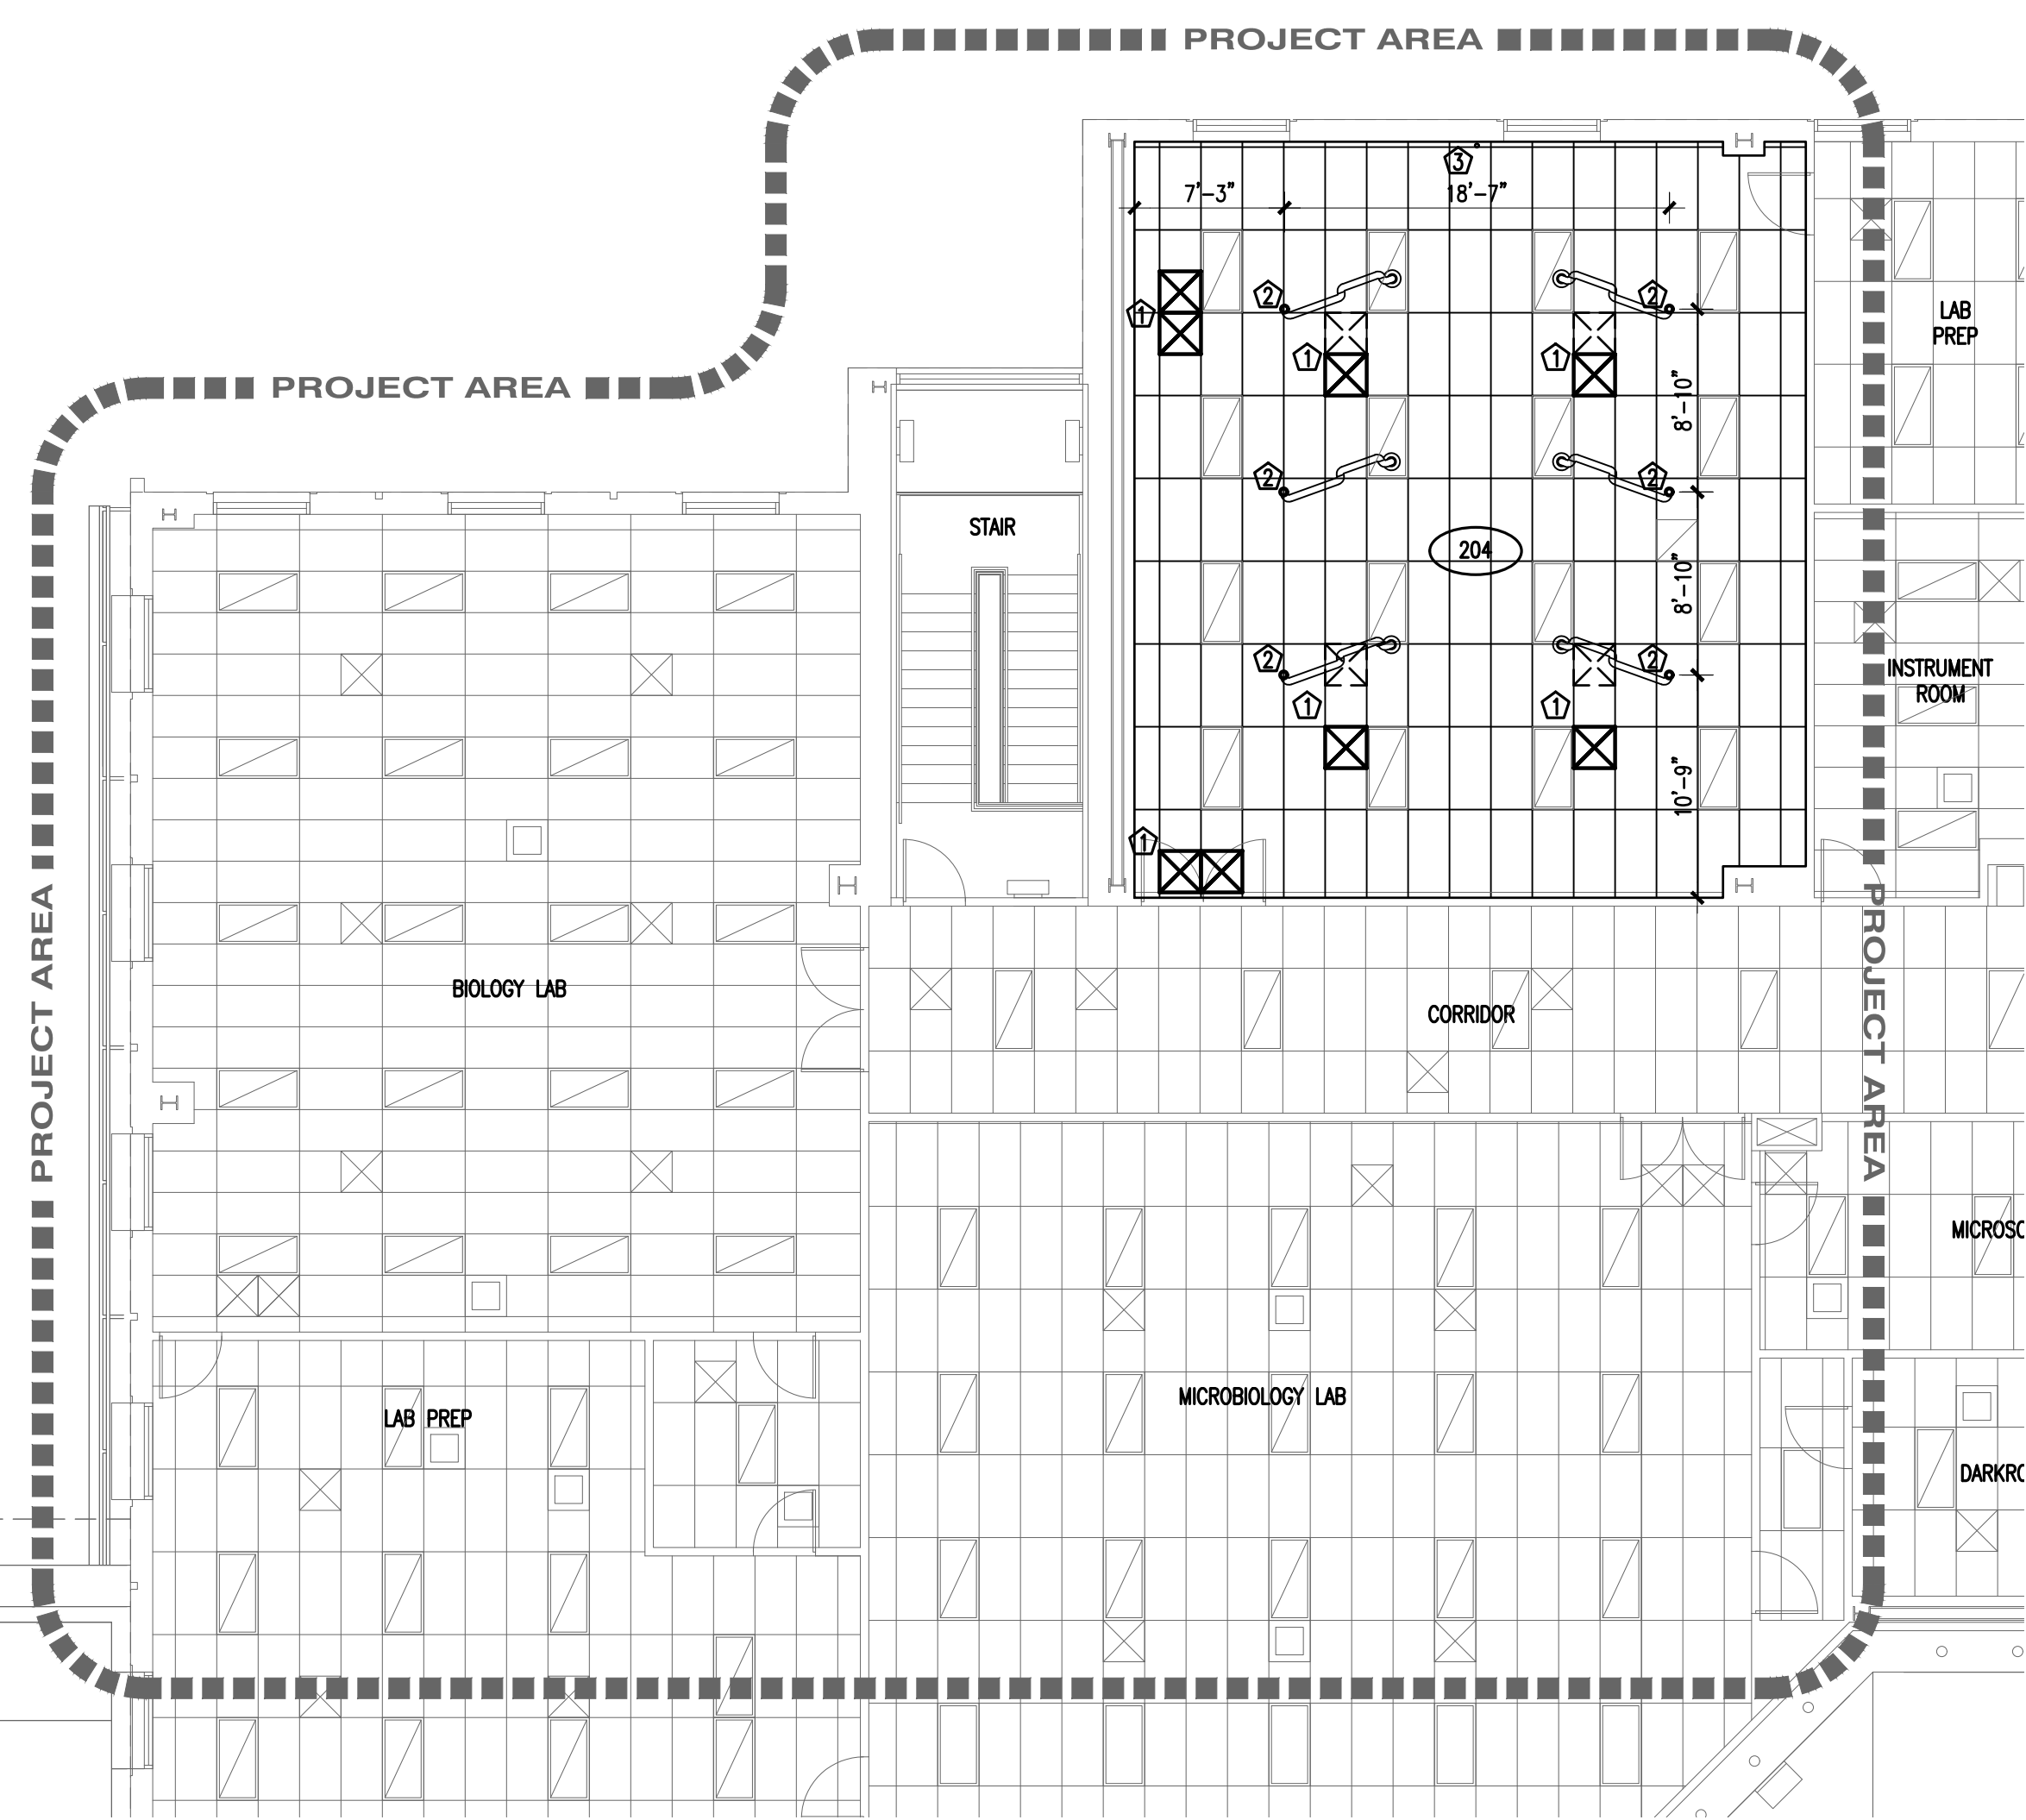 PROJECT AREA
3
7'-3"
18'-7"
2
2
1
LAB
PREP
1
1
PROJECT AREA
8'-10"
2
2
STAIR
204
8'-10"
2
2
INSTRUMENT
ROOM
1
1
10'-9"
1
PROJECT AREA
PROJECT AREA
BIOLOGY LAB
CORRIDOR
MICROSC
MICROBIOLOGY LAB
LAB PREP
DARKRO